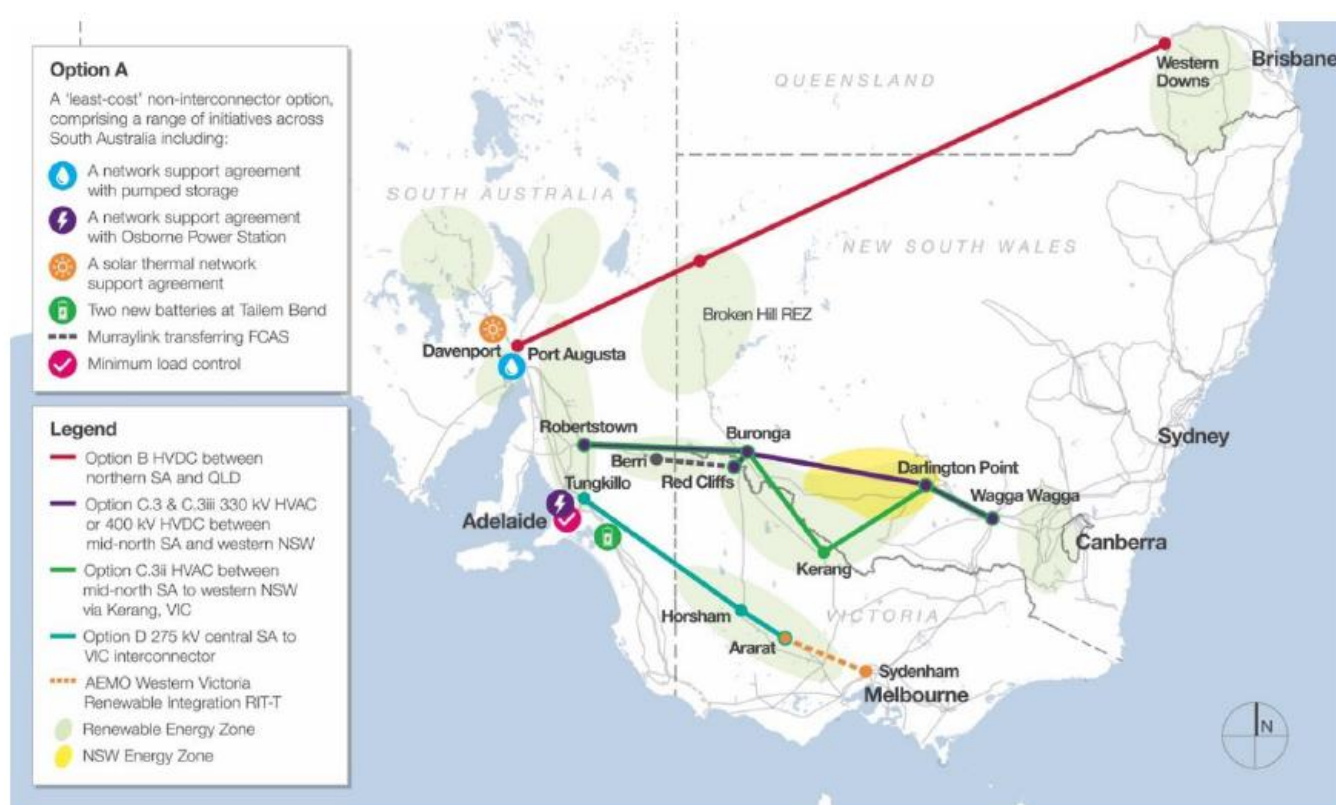 Option A
A 'least-cost' non-interconnector option,
comprising a range of initiatives across
South Australia including:
A network support agreement
with pumped storage
A network support agreement
with Osborne Power Station
A solar thermal network
support agreement
Two new batteries at Tailem Bend
Murraylink transferring FCAS
Minimum load control
Legend
Option B HVDC between
northern SA and QLD
Option C.3 & C.3iii 330 kV HVAC
or 400 kV HVDC between
mid-north SA and western NSW
Option C.3ii HVAC between
mid-north SA to western NSW
via Kerang, VIC
Option D 275 kV central SA to
VIC interconnector
AEMO Western Victoria
Renewable Integration RIT-T
Renewable Energy Zone
NSW Energy Zone
Western
Downs
Brisbane
QUEENSLAND
SOUTH AUSTRALIA
NEW SOUTH WALES
Broken Hill REZ
Davenport
Port Augusta
Robertstown
Buronga
Sydney
Berri
Red Cliffs
Darlington Point
Tungkillo
Wagga Wagga
Adelaide
Canberra
Kerang
Horsham
VICTORIA
Ararat
Sydenham
Melbourne
N